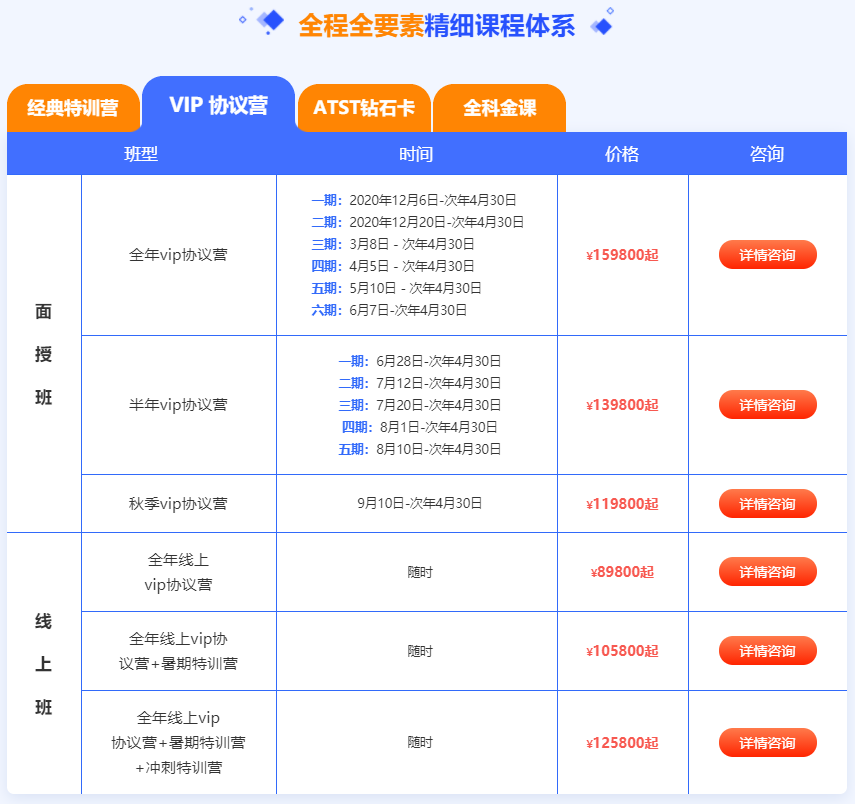 全程全要素精细课程体系
经典特训营
VIP 协议营
ATST钻石卡
全科金课
班型
时间
价格
咨询
面
授
班
全年vip协议营
一期：2020年12月6日-次年4月30日
二期：2020年12月20日-次年4月30日
三期：3月8日 - 次年4月30日
四期：4月5日 - 次年4月30日
五期：5月10日 - 次年4月30日
六期：6月7日-次年4月30日
¥159800起
详情咨询
半年vip协议营
一期：6月28日-次年4月30日
二期：7月12日-次年4月30日
三期：7月20日-次年4月30日
四期：8月1日-次年4月30日
五期：8月10日-次年4月30日
¥139800起
详情咨询
秋季vip协议营
9月10日-次年4月30日
¥119800起
详情咨询
线
上
班
全年线上
vip协议营
随时
¥89800起
详情咨询
全年线上vip协
议营+暑期特训营
随时
¥105800起
详情咨询
全年线上vip
协议营+暑期特训营
+冲刺特训营
随时
¥125800起
详情咨询